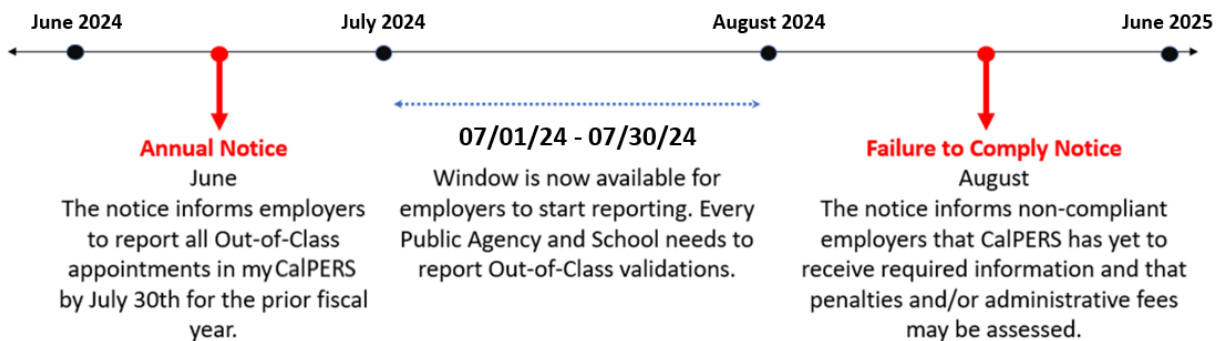 June 2024
July 2024
August 2024
June 2025
Annual Notice
June
The notice informs employers
to report all Out-of-Class
appointments in my CalPERS
by July 30th for the prior fiscal
year.
07/01/24 - 07/30/24
Window is now available for
employers to start reporting. Every
Public Agency and School needs to
report Out-of-Class validations.
Failure to Comply Notice
August
The notice informs non-compliant
employers that CalPERS has yet to
receive required information and that
penalties and/or administrative fees
may be assessed.